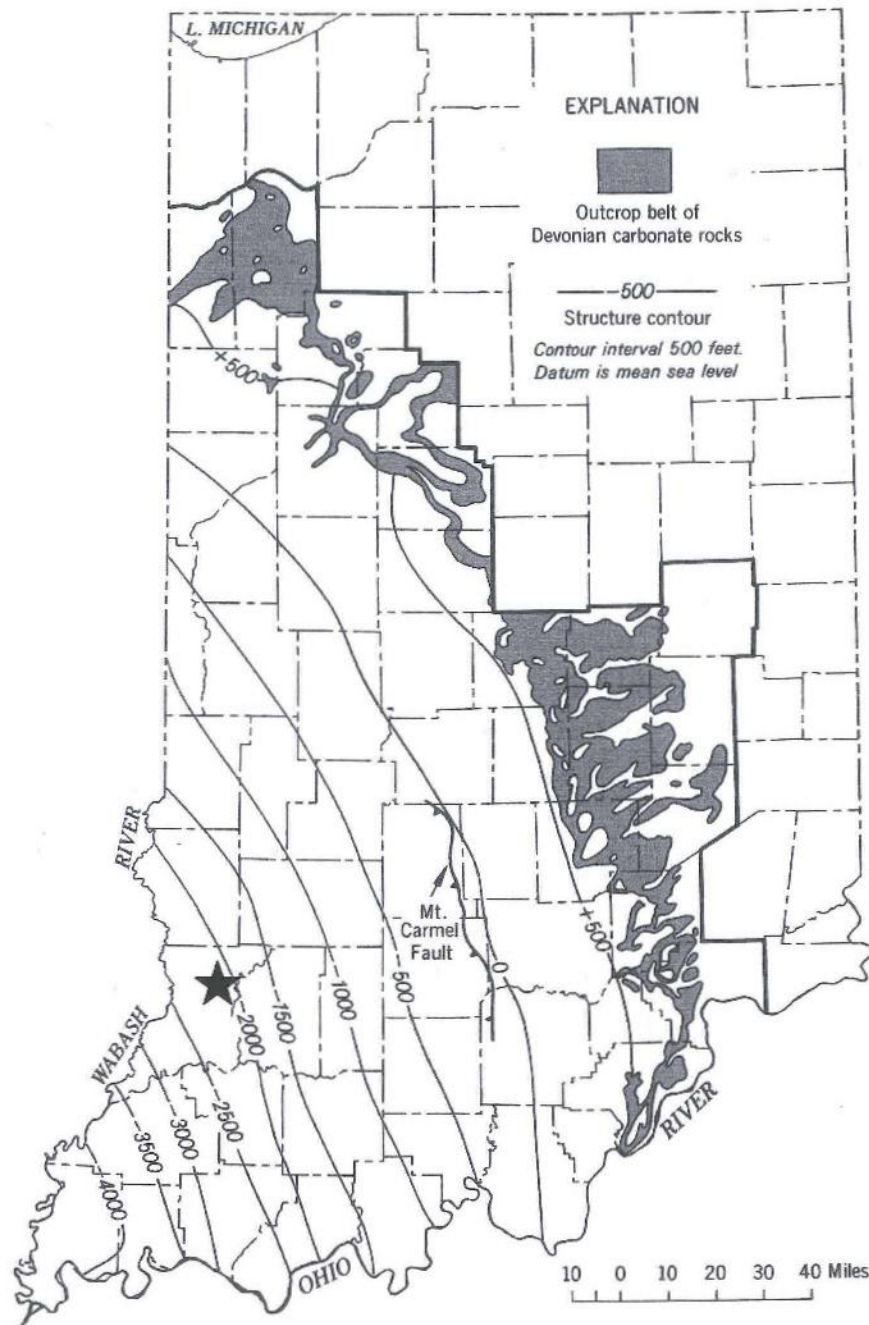 L. MICHIGAN
EXPLANATION
Outcrop belt of
Devonian carbonate rocks
500
Structure contour
Contour interval 500 feet.
Datum is mean sea level
+500
RIVER
Mt.
Carmel
Fault
0
+500
-500
-1000
-1500
-2000
-2500
-3000
-3500
-4000
WABASH
RIVER
OHIO
10 0 10 20 30 40 Miles